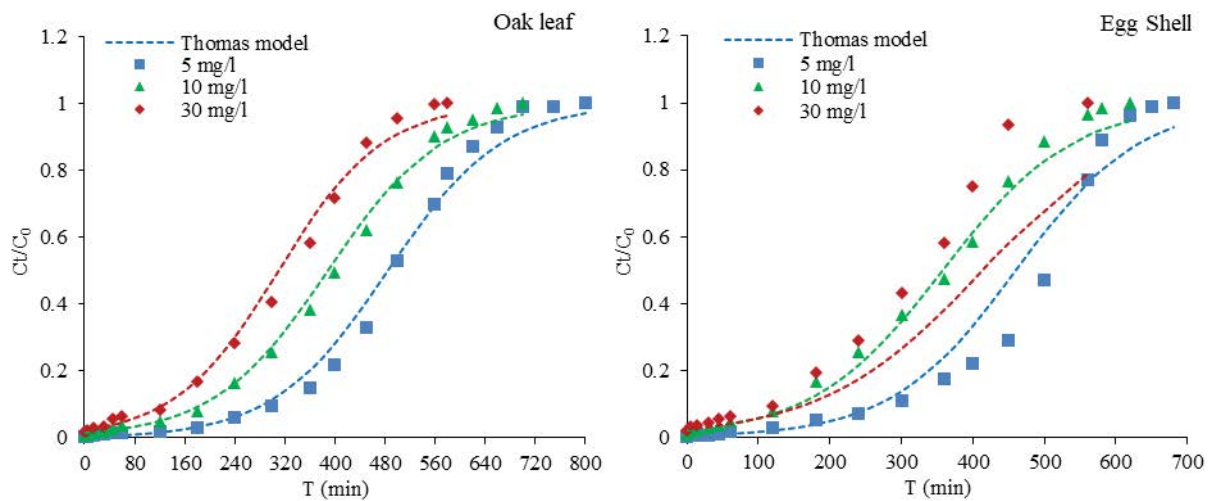 Oak leaf
1.2
1
0.8
0.6
0.4
0.2
0
Ct/C0
Thomas model
5 mg/l
10 mg/l
30 mg/l
0 80 160 240 320 400 480 560 640 720 800
T (min)
Egg Shell
1.2
1
0.8
0.6
0.4
0.2
0
Ct/C0
Thomas model
5 mg/l
10 mg/l
30 mg/l
0 100 200 300 400 500 600 700
T (min)